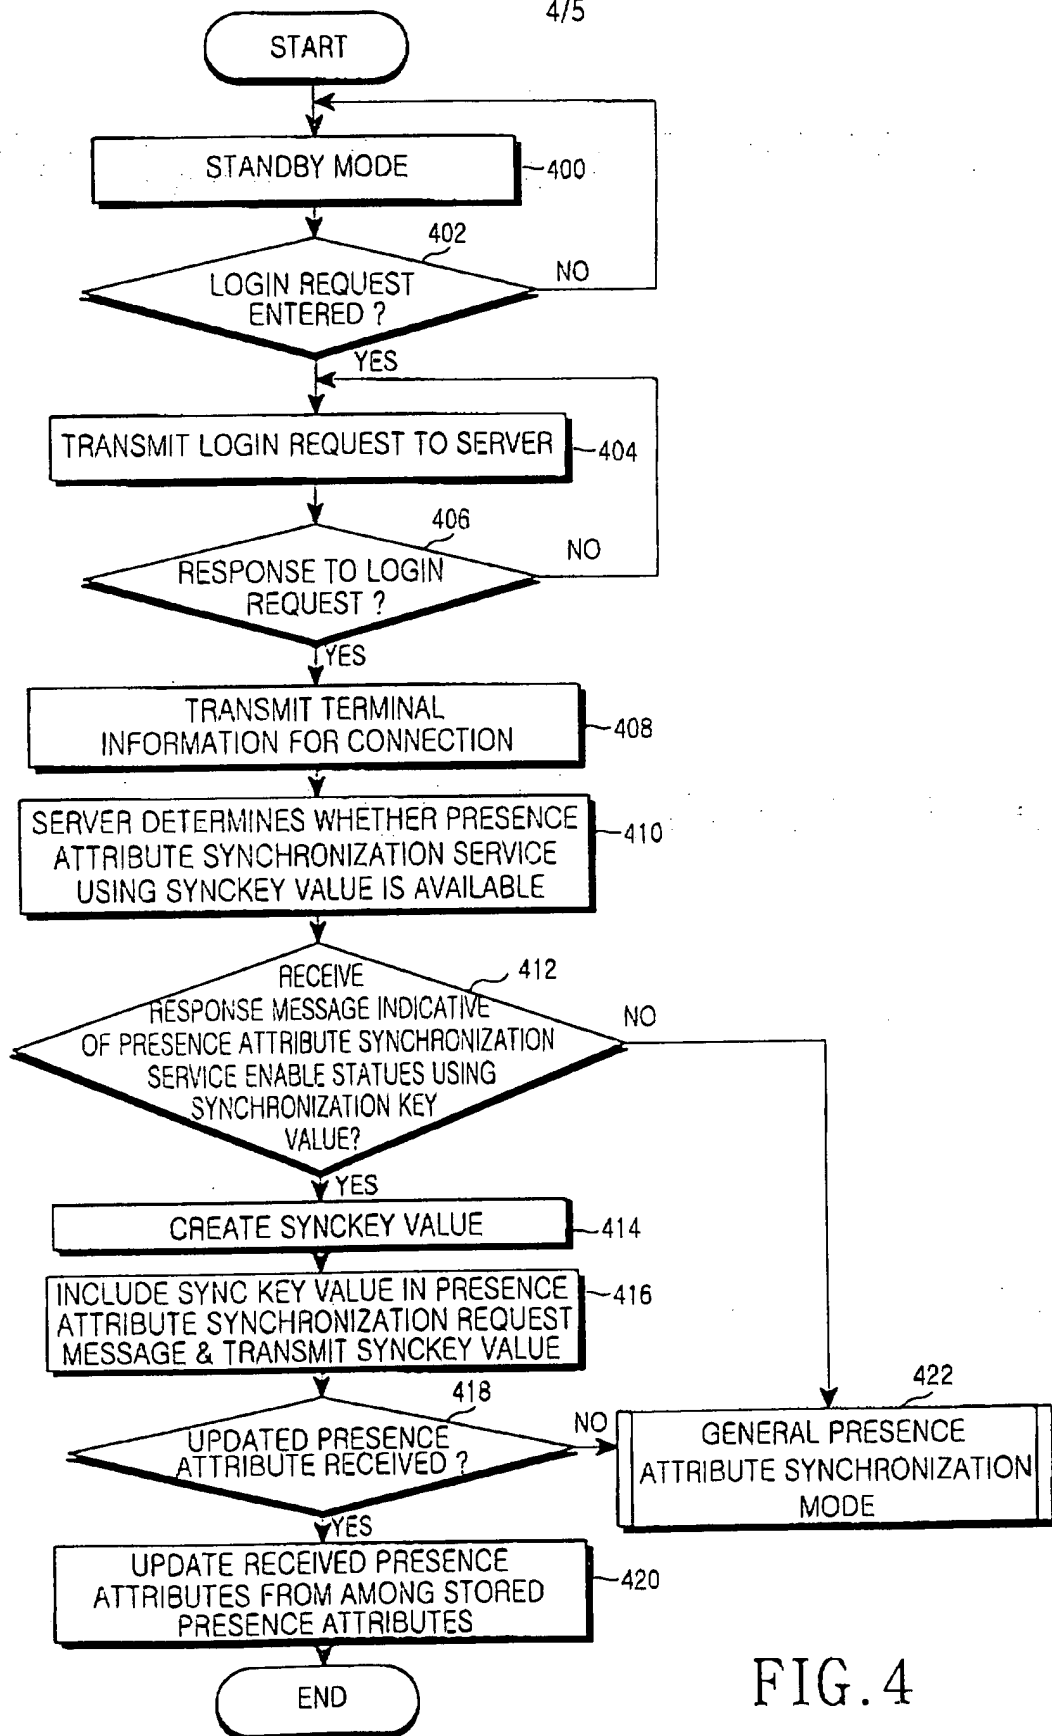 4/5
START
STANDBY MODE
400
402
LOGIN REQUEST
ENTERED ?
NO
YES
TRANSMIT LOGIN REQUEST TO SERVER
404
406
RESPONSE TO LOGIN
REQUEST ?
NO
YES
TRANSMIT TERMINAL
INFORMATION FOR CONNECTION
408
SERVER DETERMINES WHETHER PRESENCE
ATTRIBUTE SYNCHRONIZATION SERVICE
USING SYNCKEY VALUE IS AVAILABLE
410
412
RECEIVE
RESPONSE MESSAGE INDICATIVE
OF PRESENCE ATTRIBUTE SYNCHRONIZATION
SERVICE ENABLE STATUES USING
SYNCHRONIZATION KEY
VALUE?
NO
YES
CREATE SYNCKEY VALUE
414
INCLUDE SYNC KEY VALUE IN PRESENCE
ATTRIBUTE SYNCHRONIZATION REQUEST
MESSAGE & TRANSMIT SYNCKEY VALUE
416
418
UPDATED PRESENCE
ATTRIBUTE RECEIVED ?
NO
422
GENERAL PRESENCE
ATTRIBUTE SYNCHRONIZATION
MODE
YES
UPDATE RECEIVED PRESENCE
ATTRIBUTES FROM AMONG STORED
PRESENCE ATTRIBUTES
420
END
FIG.4